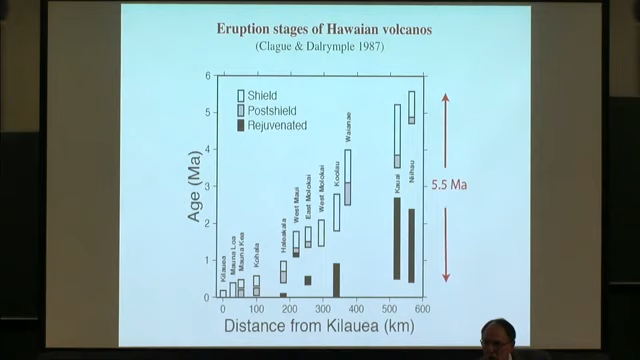 Eruption stages of Hawaian volcanos
(Clague & Dalrymple 1987)
6
5
4
3
2
1
0
Age (Ma)
Shield
Postshield
Rejuvenated
Kilauea
Mauna Loa
Mauna Kea
Kohala
Haleakala
West Maui
East Molokai
West Molokai
Koolau
Waianae
Kauai
Niihau
5.5 Ma
0 100 200 300 400 500 600
Distance from Kilauea (km)